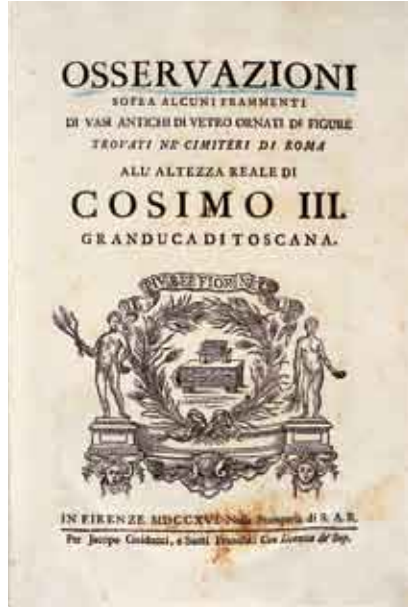 OSSERVAZIONI
SOPRA ALCUNI FRAMMENTI
DI VASI ANTICHI DI VETRO ORNATI DI FIGURE
TROVATI NE' CIMITERI DI ROMA
ALL' ALTEZZA REALE DI
COSIMO III.
GRANDUCA DI TOSCANA.
IN FIRENZE MDCCXVI. Nella Stamperia di S. A. R.
Per Jacopo Guiducci, e Santi Franchi Con Licenza de' Sup.